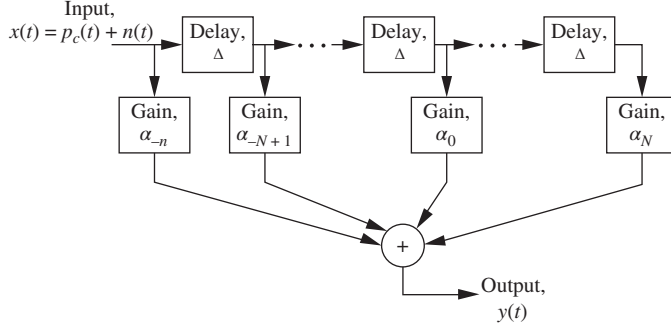 Input,
x(t) = p_c(t) + n(t)
Delay,
Δ
Delay,
Δ
Delay,
Δ
Gain,
α_{-n}
Gain,
α_{-N + 1}
Gain,
α_0
Gain,
α_N
+
Output,
y(t)